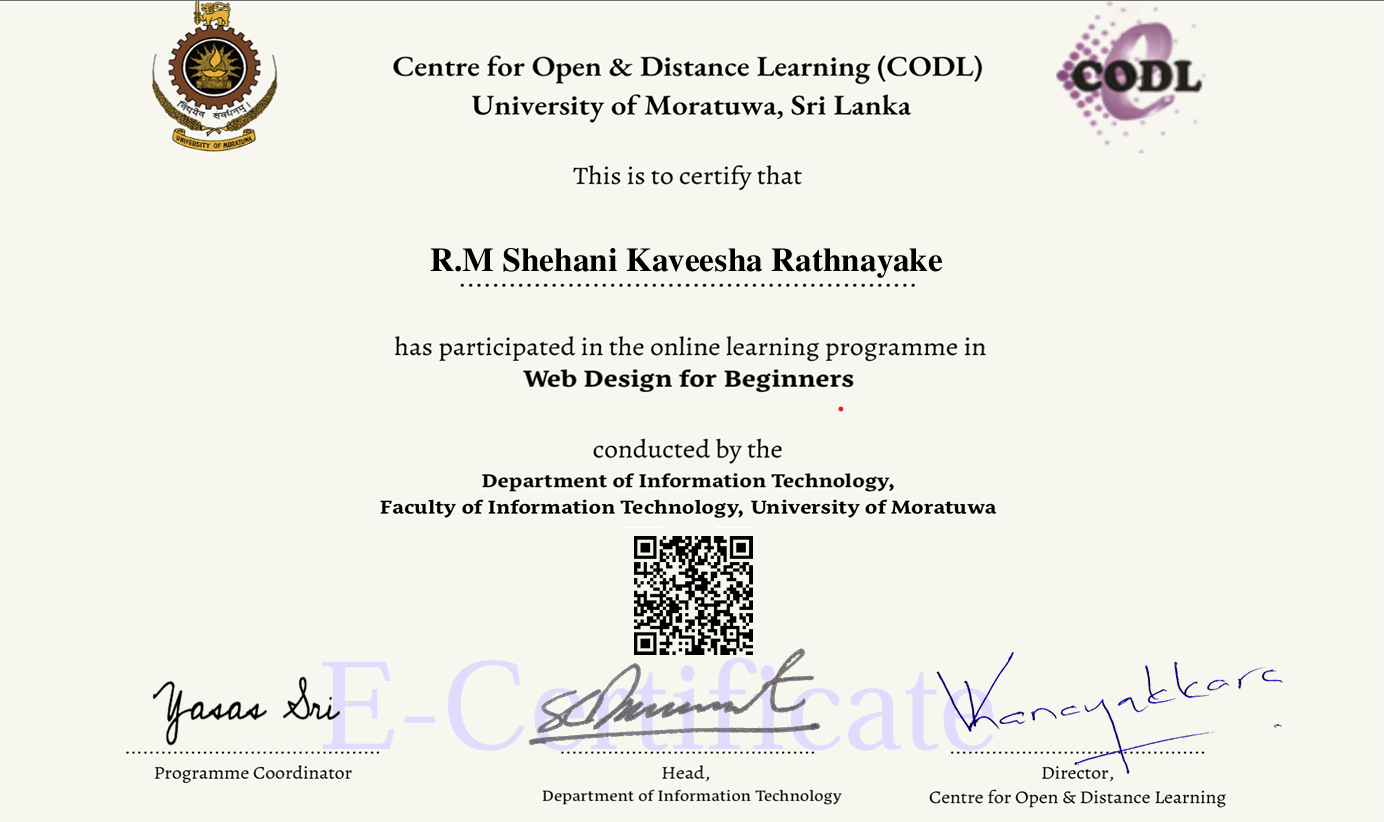 विद्यैव सर्वधनम्।
UNIVERSITY OF MORATUWA
Centre for Open & Distance Learning (CODL)
University of Moratuwa, Sri Lanka
CODL
This is to certify that
R.M Shehani Kaveesha Rathnayake
has participated in the online learning programme in
Web Design for Beginners
conducted by the
Department of Information Technology,
Faculty of Information Technology, University of Moratuwa
E-Certificate
Yasas Sri
Programme Coordinator
Head,
Department of Information Technology
Director,
Centre for Open & Distance Learning